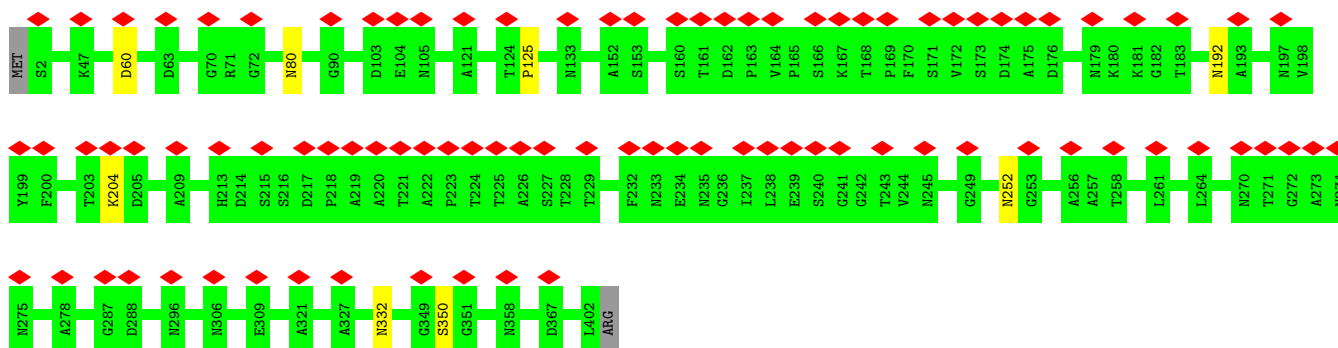 MET S2 K47 D60 D63 G70 R71 G72 N80 G90 D103 E104 N105 A121 T124 P125 N133 A152 S153 S160 T161 D162 P163 V164 P165 S166 K167 T168 P169 F170 S171 V172 S173 D174 A175 D176 N179 K180 K181 G182 T183 N192 A193 N197 V198
Y199 F200 T203 K204 D205 A209 H213 D214 S215 S216 D217 P218 A219 A220 T221 A222 P223 T224 T225 A226 S227 T228 T229 F232 N233 E234 N235 G236 I237 L238 E239 S240 G241 G242 T243 V244 N245 G249 N252 G253 A256 A257 T258 L261 L264 N270 T271 G272 A273
N275 A278 G287 D288 N296 N306 E309 A321 A327 N332 G349 S350 G351 N358 D367 L402 ARG